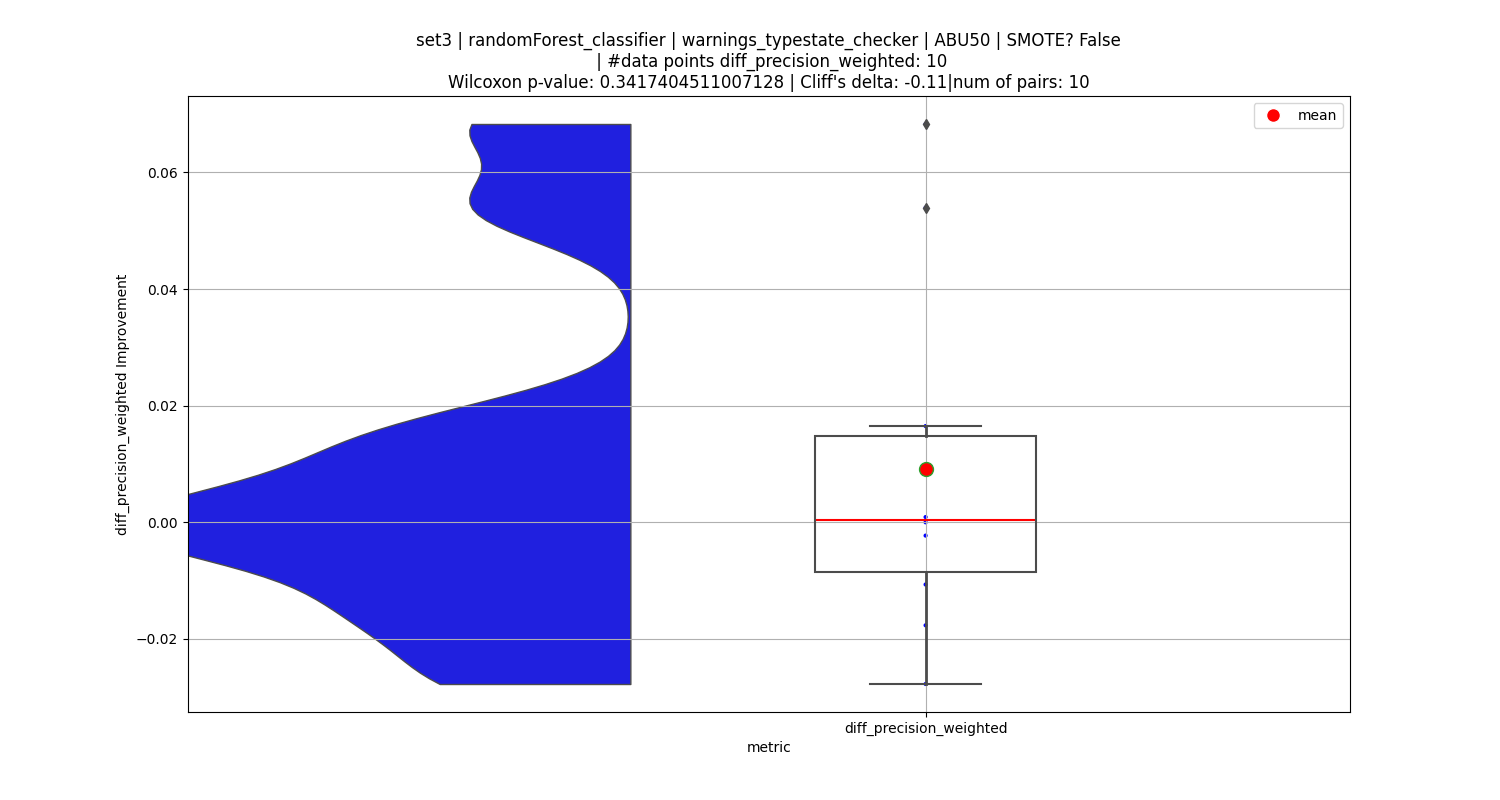 set3 | randomForest_classifier | warnings_typestate_checker | ABU50 | SMOTE? False
| #data points diff_precision_weighted: 10
Wilcoxon p-value: 0.3417404511007128 | Cliff's delta: -0.11|num of pairs: 10
mean
0.06
0.04
0.02
0.00
−0.02
diff_precision_weighted Improvement
diff_precision_weighted
metric